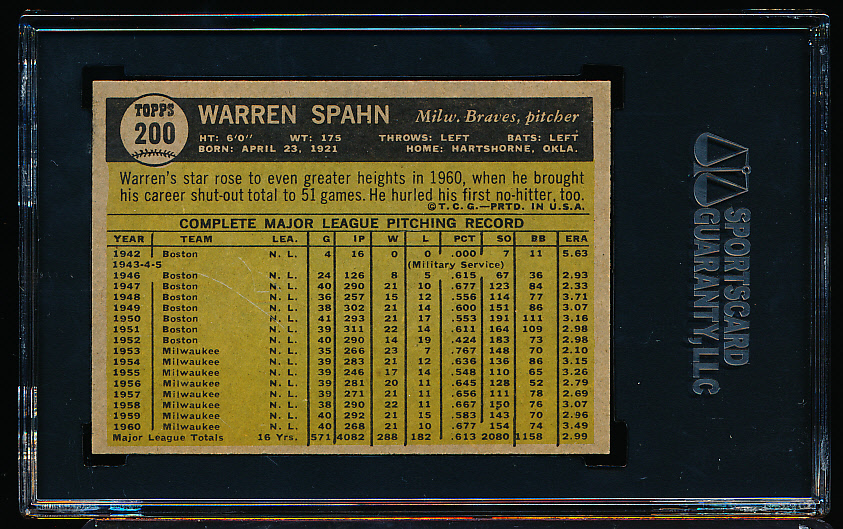 TOPPS
200
WARREN SPAHN Milw. Braves, pitcher
HT: 6'0" WT: 175 THROWS: LEFT BATS: LEFT
BORN: APRIL 23, 1921 HOME: HARTSHORNE, OKLA.
Warren's star rose to even greater heights in 1960, when he brought
his career shut-out total to 51 games. He hurled his first no-hitter, too.
©T.C.G.—PRTD. IN U.S.A.
COMPLETE MAJOR LEAGUE PITCHING RECORD
YEAR TEAM LEA. G IP W L PCT SO BB ERA
1942 Boston N. L. 4 16 0 0 .000 7 11 5.63
1943-4-5 (Military Service)
1946 Boston N. L. 24 126 8 5 .615 67 36 2.93
1947 Boston N. L. 40 290 21 10 .677 123 84 2.33
1948 Boston N. L. 36 257 15 12 .556 114 77 3.71
1949 Boston N. L. 38 302 21 14 .600 151 86 3.07
1950 Boston N. L. 41 293 21 17 .553 191 111 3.16
1951 Boston N. L. 39 311 22 14 .611 164 109 2.98
1952 Boston N. L. 40 290 14 19 .424 183 73 2.98
1953 Milwaukee N. L. 35 266 23 7 .767 148 70 2.10
1954 Milwaukee N. L. 39 283 21 12 .636 136 86 3.15
1955 Milwaukee N. L. 39 246 17 14 .548 110 65 3.26
1956 Milwaukee N. L. 39 281 20 11 .645 128 52 2.79
1957 Milwaukee N. L. 39 271 21 11 .656 111 78 2.69
1958 Milwaukee N. L. 38 290 22 11 .667 150 76 3.07
1959 Milwaukee N. L. 40 292 21 15 .583 143 70 2.96
1960 Milwaukee N. L. 40 268 21 10 .677 154 74 3.49
Major League Totals 16 Yrs. 571 4082 288 182 .613 2080 1158 2.99
SPORTSCARD
GUARANTY, LLC